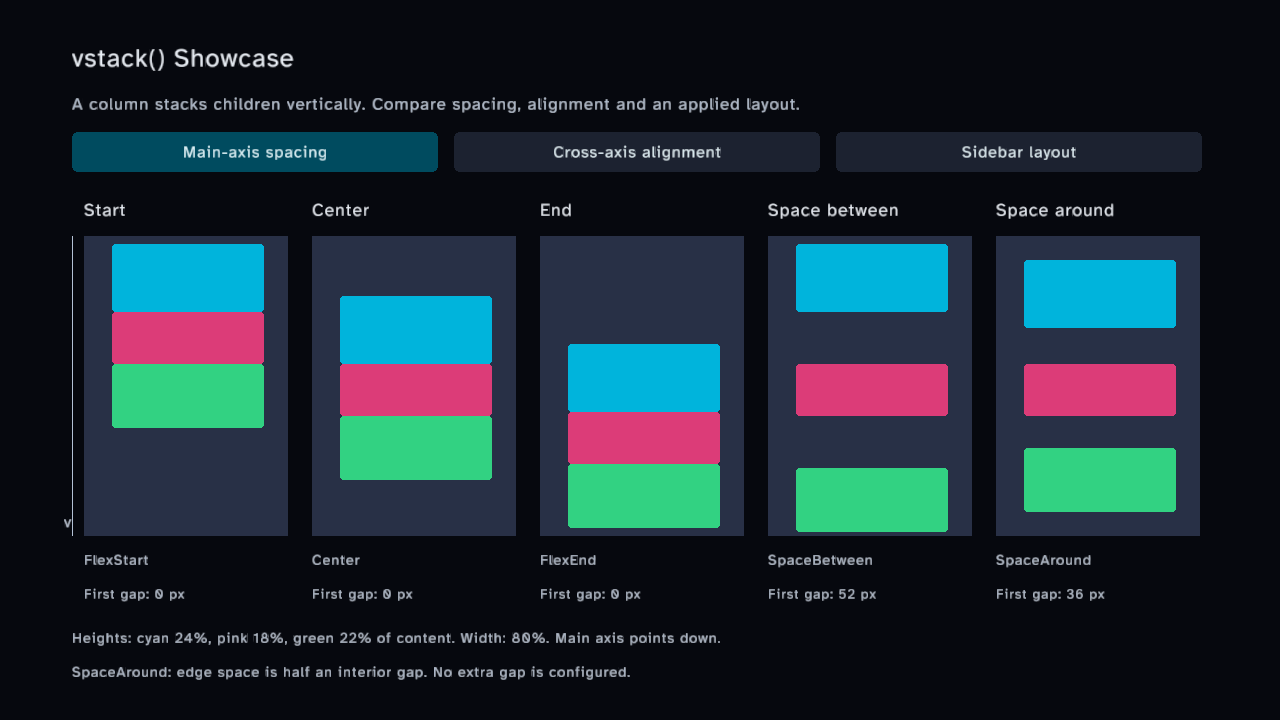 vstack() Showcase
A column stacks children vertically. Compare spacing, alignment and an applied layout.
Main-axis spacing
Cross-axis alignment
Sidebar layout
Start
Center
End
Space between
Space around
v
FlexStart
Center
FlexEnd
SpaceBetween
SpaceAround
First gap: 0 px
First gap: 0 px
First gap: 0 px
First gap: 52 px
First gap: 36 px
Heights: cyan 24%, pink 18%, green 22% of content. Width: 80%. Main axis points down.
SpaceAround: edge space is half an interior gap. No extra gap is configured.